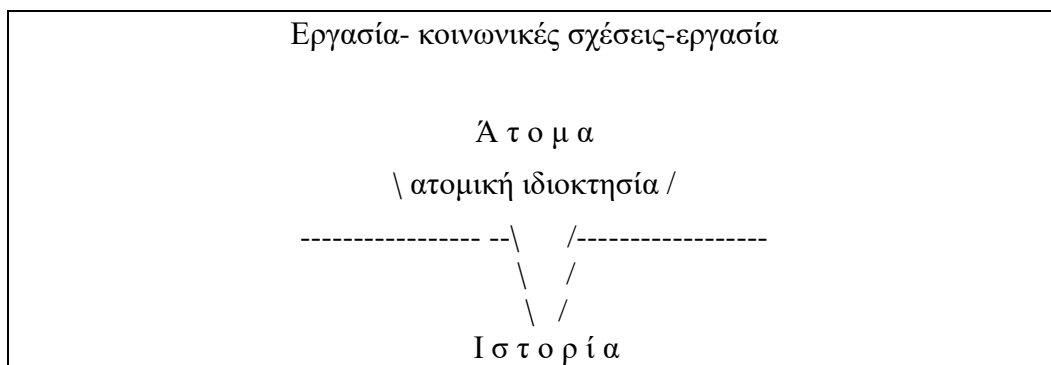 Εργασία- κοινωνικές σχέσεις-εργασία
Ά τ ο μ α
\ ατομική ιδιοκτησία /
----------------- --\ /------------------
\ /
\ /
Ι σ τ ο ρ ί α